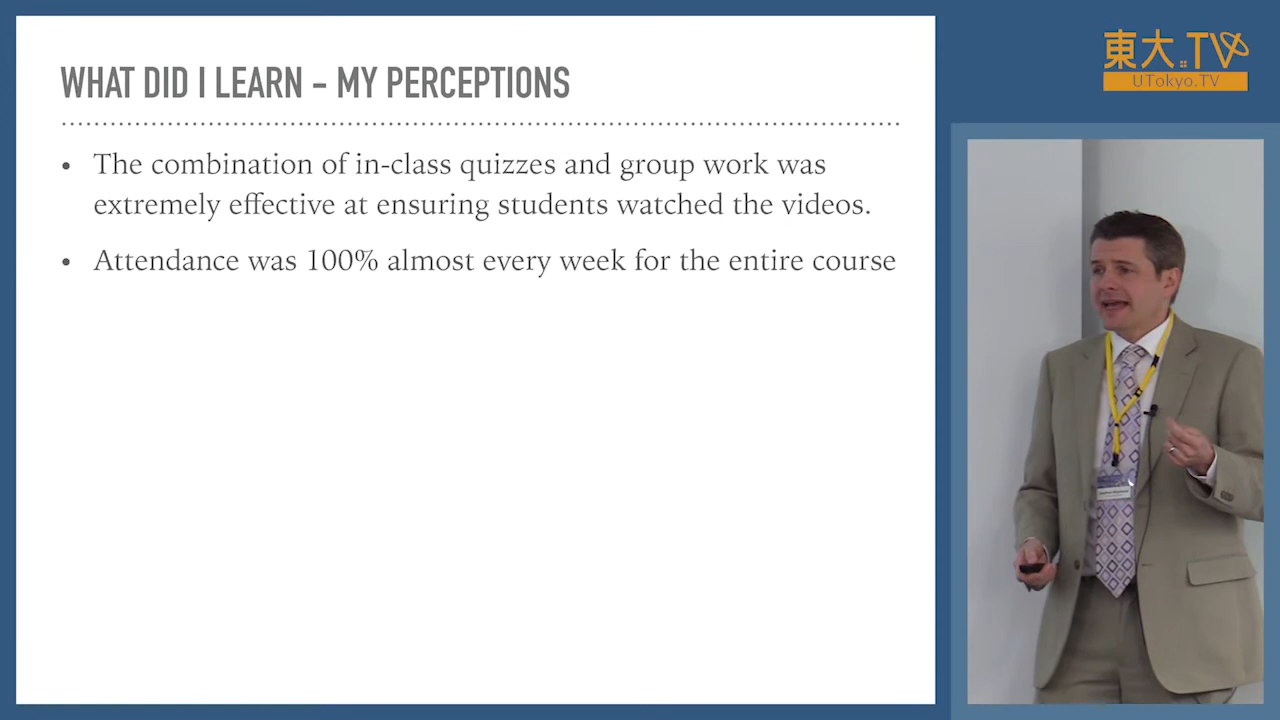 WHAT DID I LEARN - MY PERCEPTIONS
• The combination of in-class quizzes and group work was
extremely effective at ensuring students watched the videos.
• Attendance was 100% almost every week for the entire course
東大.TV
UTokyo.TV